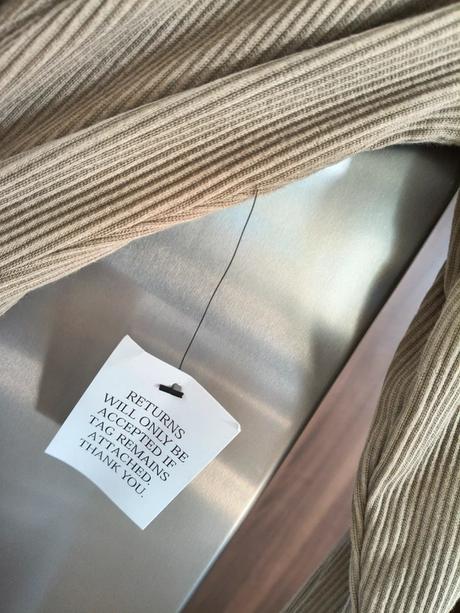 RETURNS
WILL ONLY BE
ACCEPTED IF
TAG REMAINS
ATTACHED.
THANK YOU.